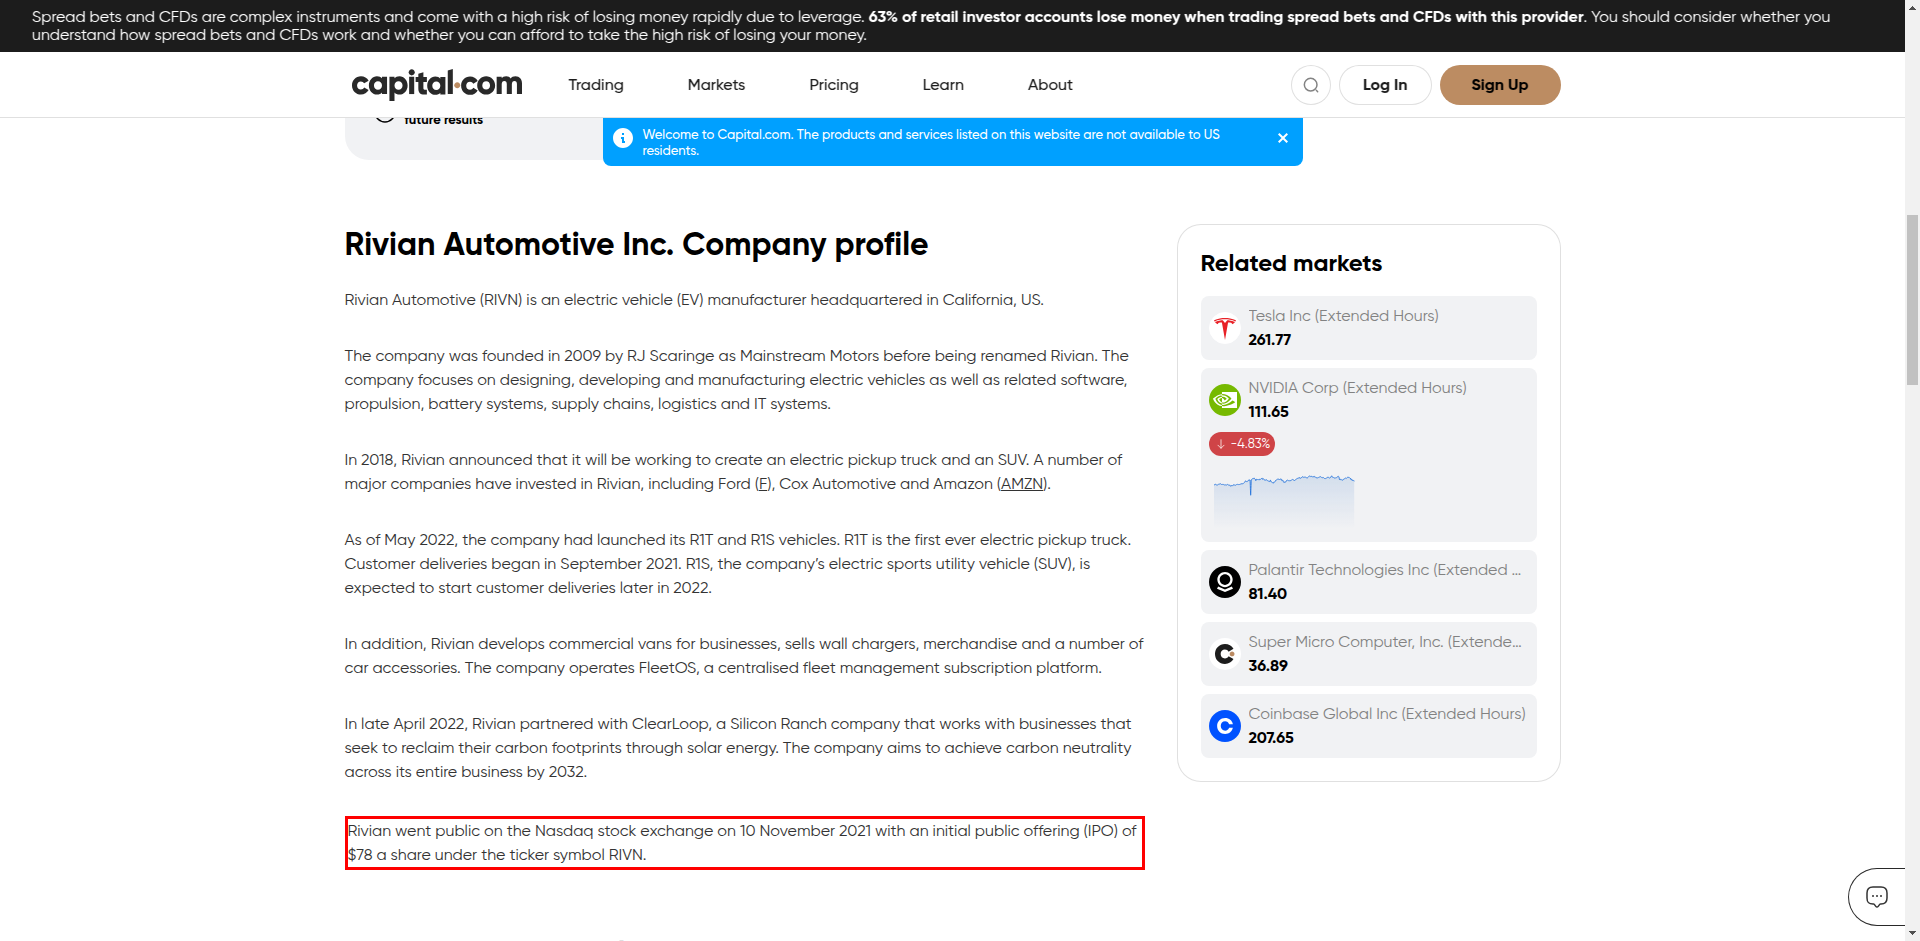 Spread bets and CFDs are complex instruments and come with a high risk of losing money rapidly due to leverage. 63% of retail investor accounts lose money when trading spread bets and CFDs with this provider. You should consider whether you
understand how spread bets and CFDs work and whether you can afford to take the high risk of losing your money.
capital.com
Trading
Markets
Pricing
Learn
About
Log In
Sign Up
future results
Welcome to Capital.com. The products and services listed on this website are not available to US
residents.
Rivian Automotive Inc. Company profile
Rivian Automotive (RIVN) is an electric vehicle (EV) manufacturer headquartered in California, US.
The company was founded in 2009 by RJ Scaringe as Mainstream Motors before being renamed Rivian. The
company focuses on designing, developing and manufacturing electric vehicles as well as related software,
propulsion, battery systems, supply chains, logistics and IT systems.
In 2018, Rivian announced that it will be working to create an electric pickup truck and an SUV. A number of
major companies have invested in Rivian, including Ford (F), Cox Automotive and Amazon (AMZN).
As of May 2022, the company had launched its R1T and R1S vehicles. R1T is the first ever electric pickup truck.
Customer deliveries began in September 2021. R1S, the company’s electric sports utility vehicle (SUV), is
expected to start customer deliveries later in 2022.
In addition, Rivian develops commercial vans for businesses, sells wall chargers, merchandise and a number of
car accessories. The company operates FleetOS, a centralised fleet management subscription platform.
In late April 2022, Rivian partnered with ClearLoop, a Silicon Ranch company that works with businesses that
seek to reclaim their carbon footprints through solar energy. The company aims to achieve carbon neutrality
across its entire business by 2032.
Rivian went public on the Nasdaq stock exchange on 10 November 2021 with an initial public offering (IPO) of
$78 a share under the ticker symbol RIVN.
Related markets
Tesla Inc (Extended Hours)
261.77
NVIDIA Corp (Extended Hours)
111.65
↓ -4.83%
Palantir Technologies Inc (Extended ...
81.40
Super Micro Computer, Inc. (Extende...
36.89
Coinbase Global Inc (Extended Hours)
207.65